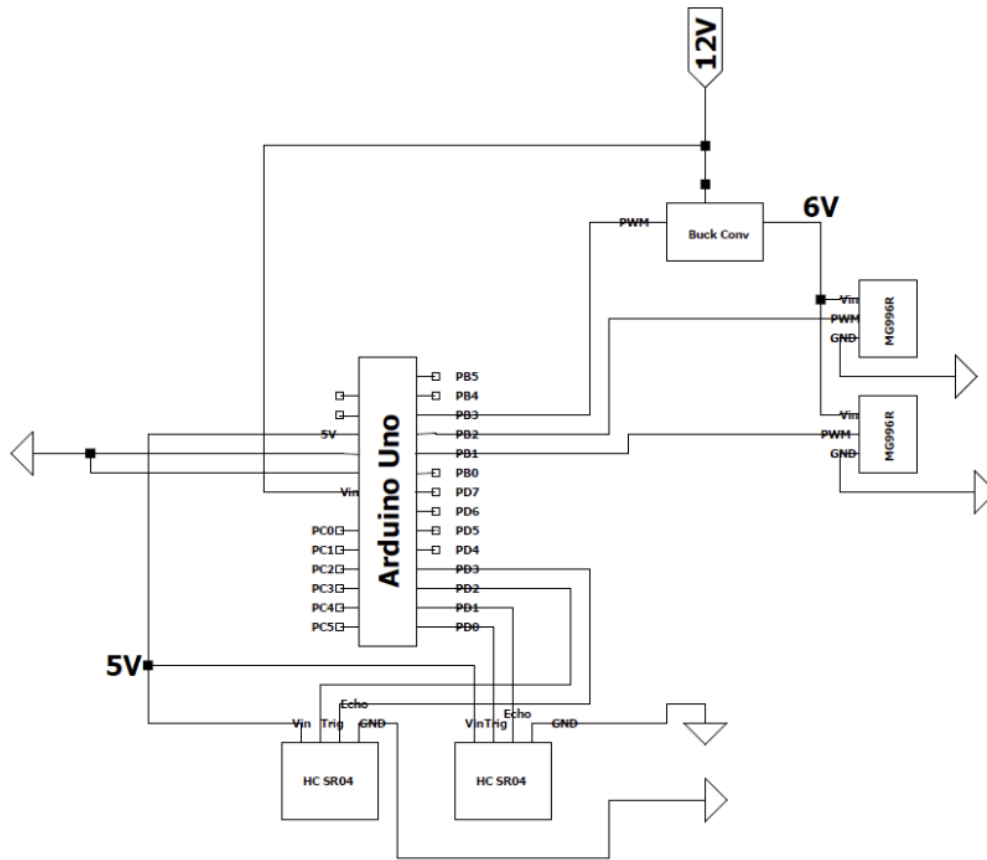 12V
6V
PWM
Buck Conv
Vin
PWM
GND
MG996R
Vin
PWM
GND
MG996R
Arduino Uno
5V
Vin
PC0
PC1
PC2
PC3
PC4
PC5
PB5
PB4
PB3
PB2
PB1
PB0
PD7
PD6
PD5
PD4
PD3
PD2
PD1
PD0
5V
Vin
Trig
Echo
GND
HC SR04
Vin
Trig
Echo
GND
HC SR04